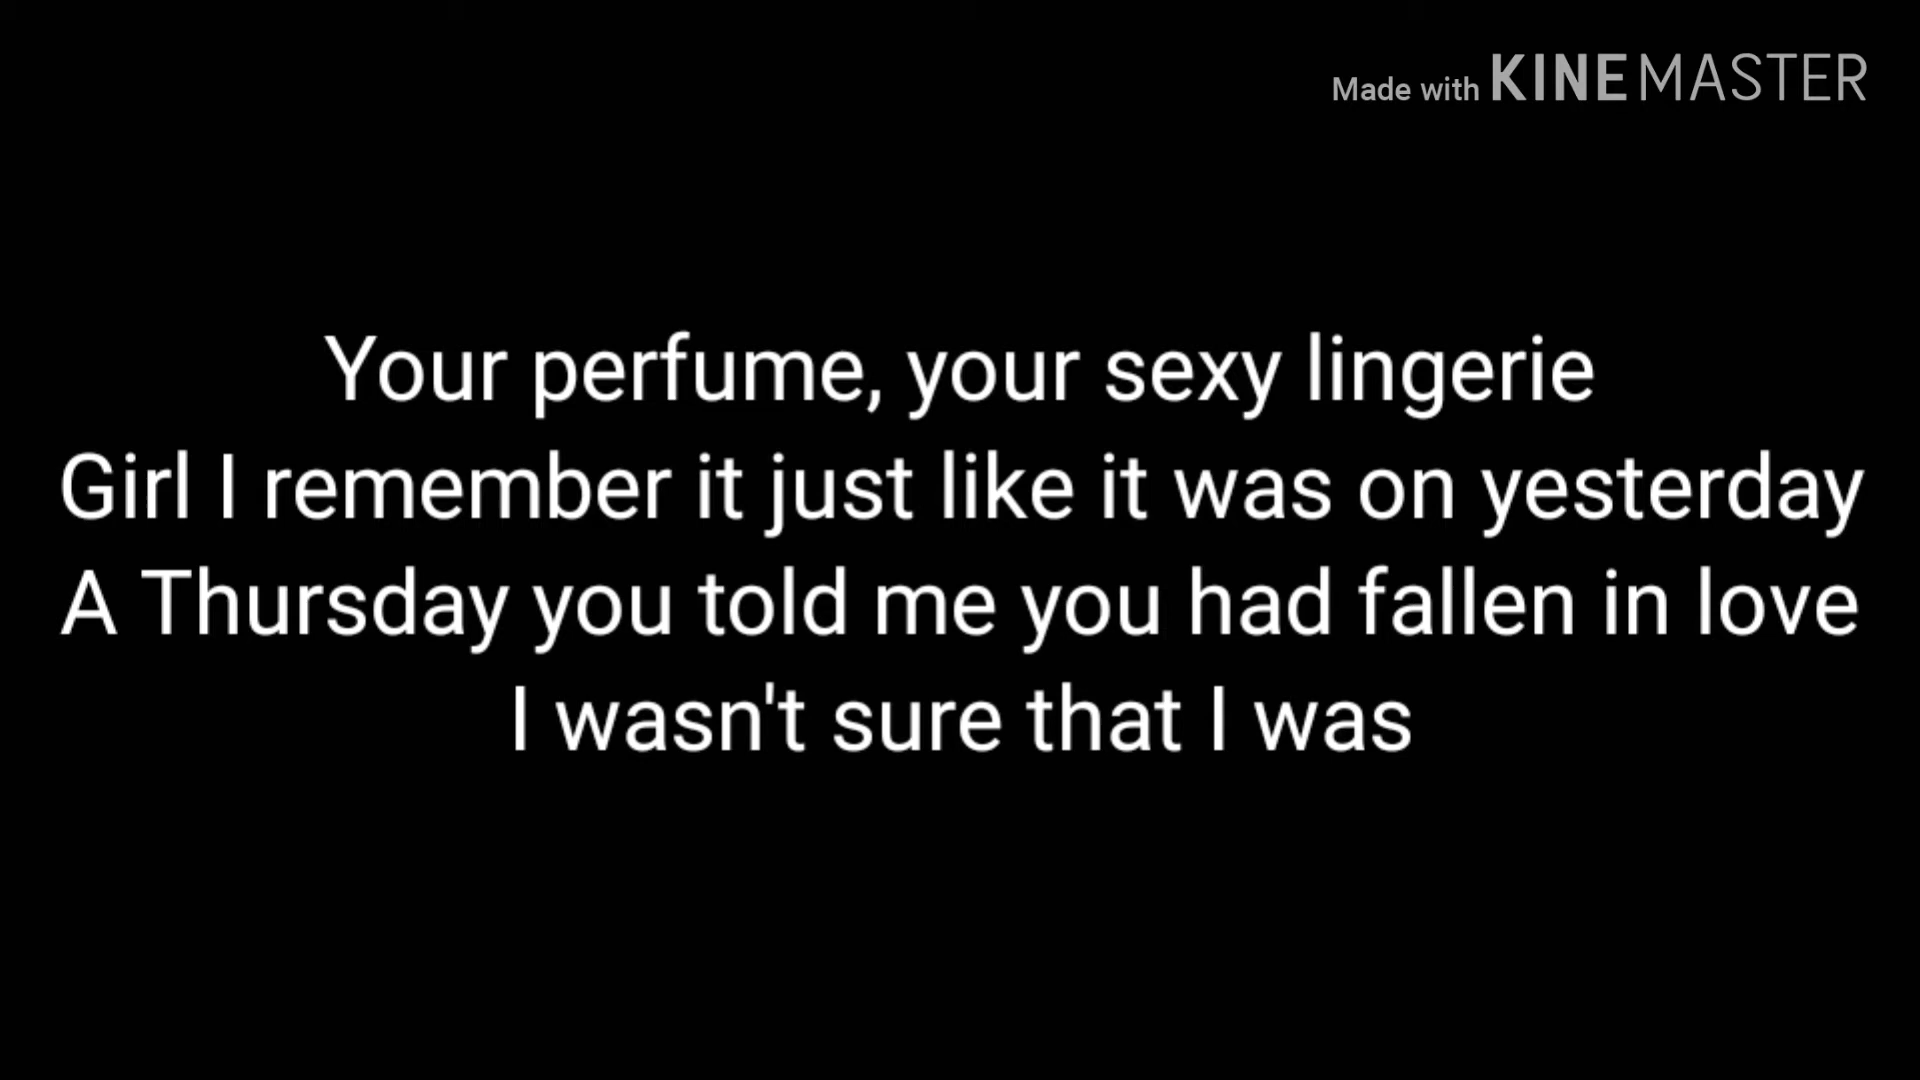 Made with KINEMASTER
Your perfume, your sexy lingerie
Girl I remember it just like it was on yesterday
A Thursday you told me you had fallen in love
I wasn't sure that I was